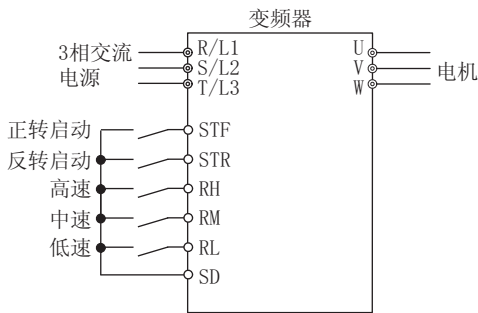 变频器
3相交流
电源
R/L1
S/L2
T/L3
U
V
W
电机
正转启动
STF
反转启动
STR
高速
RH
中速
RM
低速
RL
SD